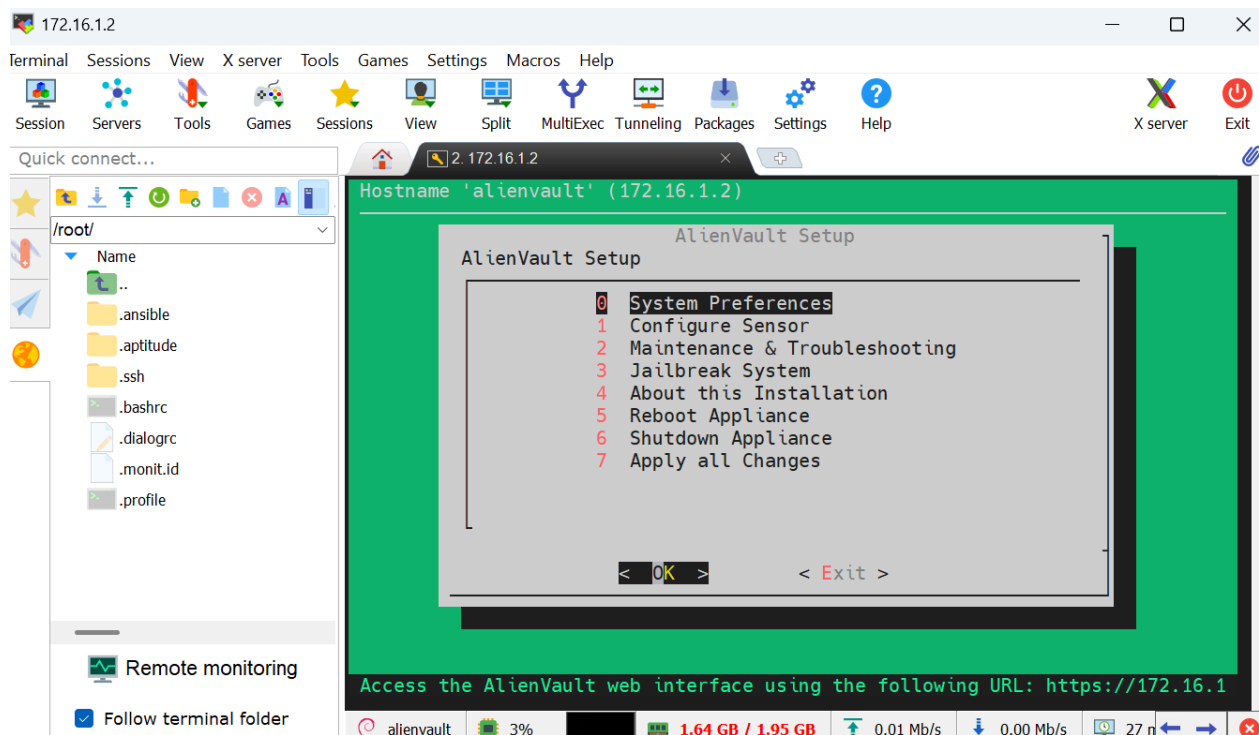 172.16.1.2
Terminal Sessions View X server Tools Games Settings Macros Help
Session Servers Tools Games Sessions View Split MultiExec Tunneling Packages Settings Help X server Exit
Quick connect...
2. 172.16.1.2
/root/
Name
..
.ansible
.aptitude
.ssh
.bashrc
.dialogrc
.monit.id
.profile
Remote monitoring
Follow terminal folder
Hostname 'alienvault' (172.16.1.2)
AlienVault Setup
AlienVault Setup
0 System Preferences
1 Configure Sensor
2 Maintenance & Troubleshooting
3 Jailbreak System
4 About this Installation
5 Reboot Appliance
6 Shutdown Appliance
7 Apply all Changes
< OK > < Exit >
Access the AlienVault web interface using the following URL: https://172.16.1
alienvault 3% 1.64 GB / 1.95 GB 0.01 Mb/s 0.00 Mb/s 27 m